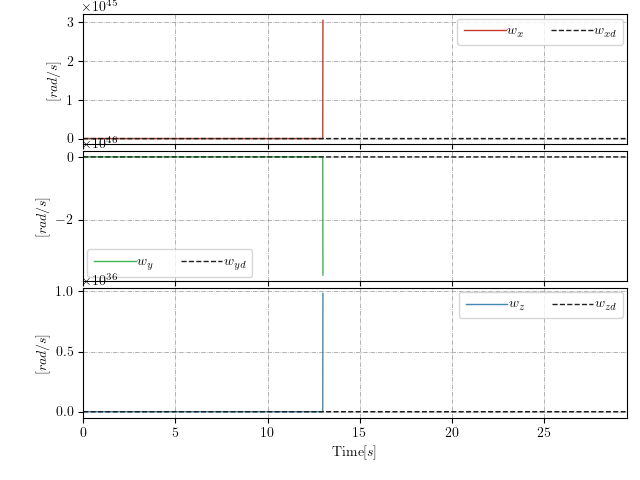 ×10^45
3
2
1
0
[rad/s]
w_x w_xd
×10^46
0
−2
[rad/s]
w_y w_yd
×10^36
1.0
0.5
0.0
[rad/s]
w_z w_zd
0 5 10 15 20 25
Time[s]